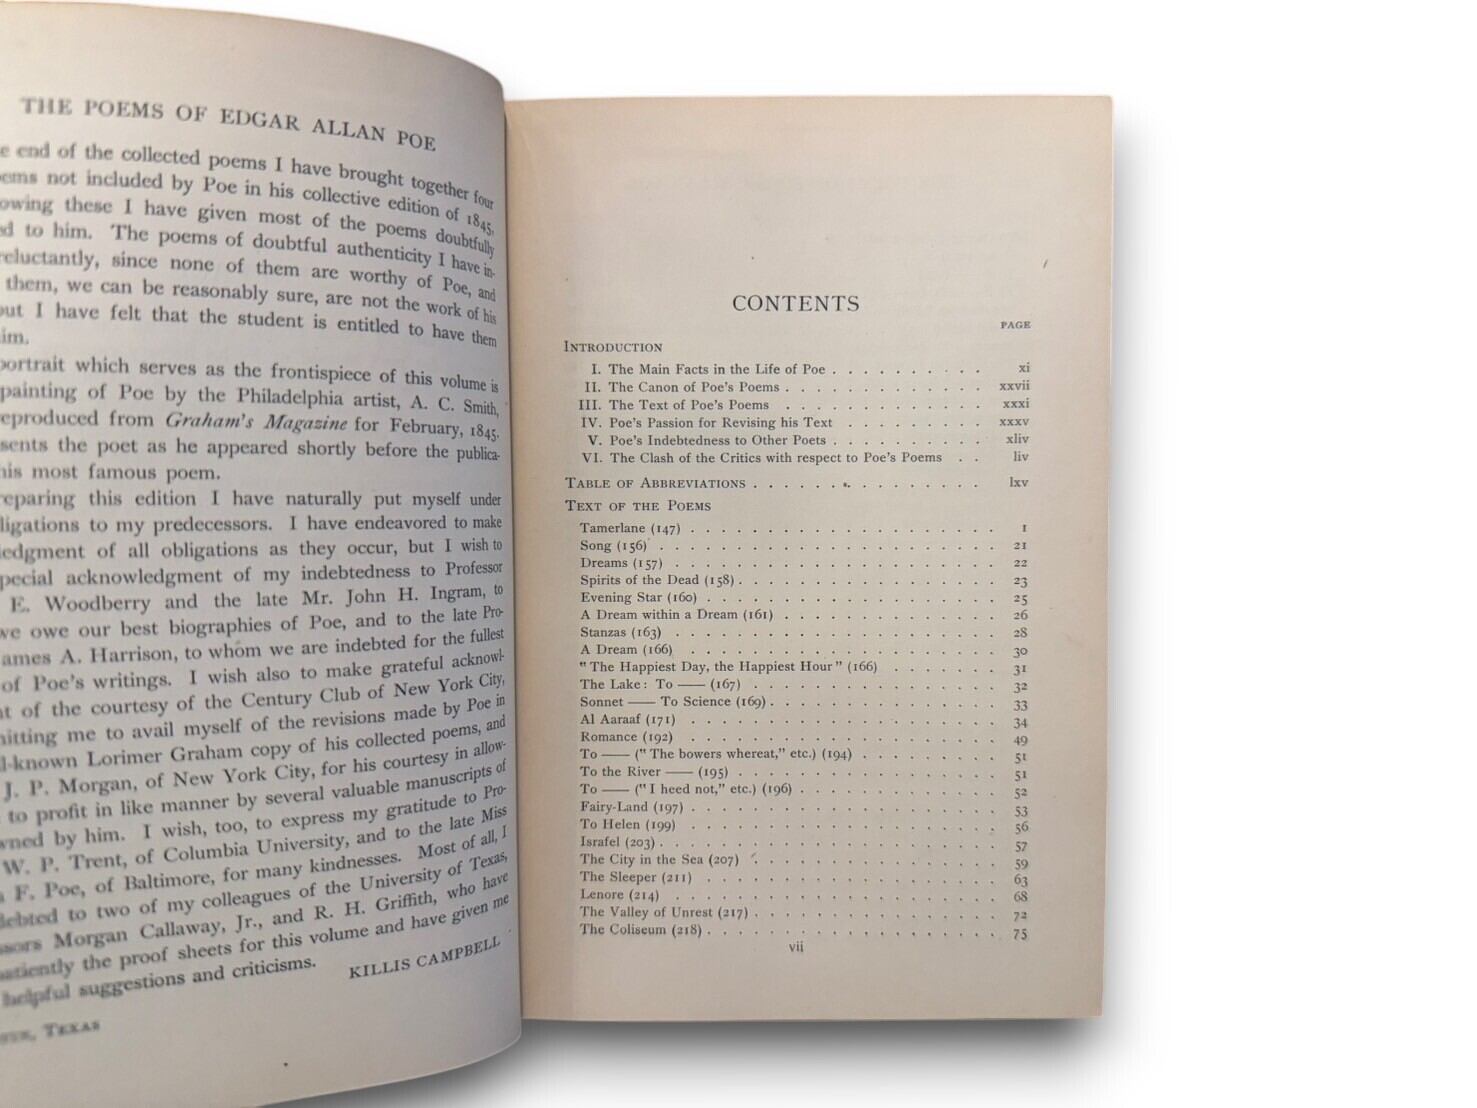 THE POEMS OF EDGAR ALLAN POE
end of the collected poems I have brought together four
not included by Poe in his collective edition of 1845.
these I have given most of the poems doubtfully
to him. The poems of doubtful authenticity I have in-
reluctantly, since none of them are worthy of Poe, and
them, we can be reasonably sure, are not the work of his
but I have felt that the student is entitled to have them
portrait which serves as the frontispiece of this volume is
painting of Poe by the Philadelphia artist, A. C. Smith,
reproduced from Graham's Magazine for February, 1845.
sents the poet as he appeared shortly before the publica-
his most famous poem.
reparing this edition I have naturally put myself under
ligations to my predecessors. I have endeavored to make
ledgment of all obligations as they occur, but I wish to
pecial acknowledgment of my indebtedness to Professor
E. Woodberry and the late Mr. John H. Ingram, to
we owe our best biographies of Poe, and to the late Pro-
ames A. Harrison, to whom we are indebted for the fullest
of Poe's writings. I wish also to make grateful acknowl-
of the courtesy of the Century Club of New York City,
mitting me to avail myself of the revisions made by Poe in
l-known Lorimer Graham copy of his collected poems, and
J. P. Morgan, of New York City, for his courtesy in allow-
to profit in like manner by several valuable manuscripts of
wned by him. I wish, too, to express my gratitude to Pro-
W. P. Trent, of Columbia University, and to the late Miss
F. Poe, of Baltimore, for many kindnesses. Most of all, I
debted to two of my colleagues of the University of Texas,
ssors Morgan Callaway, Jr., and R. H. Griffith, who have
patiently the proof sheets for this volume and have given me
helpful suggestions and criticisms.
KILLIS CAMPBELL
TEXAS
CONTENTS
PAGE
INTRODUCTION
I. The Main Facts in the Life of Poe . . . . . . . . . . xi
II. The Canon of Poe's Poems . . . . . . . . . . . . . xxvii
III. The Text of Poe's Poems . . . . . . . . . . . . . xxxi
IV. Poe's Passion for Revising his Text . . . . . . . . . xxxv
V. Poe's Indebtedness to Other Poets . . . . . . . . . . xliv
VI. The Clash of the Critics with respect to Poe's Poems . . liv
TABLE OF ABBREVIATIONS . . . . . . . . . . . . . . . lxv
TEXT OF THE POEMS
Tamerlane (147) . . . . . . . . . . . . . . . . . . . . 1
Song (156) . . . . . . . . . . . . . . . . . . . . . . 21
Dreams (157) . . . . . . . . . . . . . . . . . . . . . 22
Spirits of the Dead (158) . . . . . . . . . . . . . . . . . 23
Evening Star (160) . . . . . . . . . . . . . . . . . . . 25
A Dream within a Dream (161) . . . . . . . . . . . . . . 26
Stanzas (163) . . . . . . . . . . . . . . . . . . . . . 28
A Dream (166) . . . . . . . . . . . . . . . . . . . . 30
"The Happiest Day, the Happiest Hour" (166) . . . . . . . 31
The Lake: To —— (167) . . . . . . . . . . . . . . . . 32
Sonnet —— To Science (169) . . . . . . . . . . . . . . . 33
Al Aaraaf (171) . . . . . . . . . . . . . . . . . . . . 34
Romance (192) . . . . . . . . . . . . . . . . . . . . 49
To —— ("The bowers whereat," etc.) (194) . . . . . . . . . 51
To the River —— (195) . . . . . . . . . . . . . . . . . 51
To —— ("I heed not," etc.) (196) . . . . . . . . . . . . . 52
Fairy-Land (197) . . . . . . . . . . . . . . . . . . . . 53
To Helen (199) . . . . . . . . . . . . . . . . . . . . 56
Israfel (203) . . . . . . . . . . . . . . . . . . . . . . 57
The City in the Sea (207) . . . . . . . . . . . . . . . . 59
The Sleeper (211) . . . . . . . . . . . . . . . . . . . 63
Lenore (214) . . . . . . . . . . . . . . . . . . . . . 68
The Valley of Unrest (217) . . . . . . . . . . . . . . . . 72
The Coliseum (218) . . . . . . . . . . . . . . . . . . . 75
vii